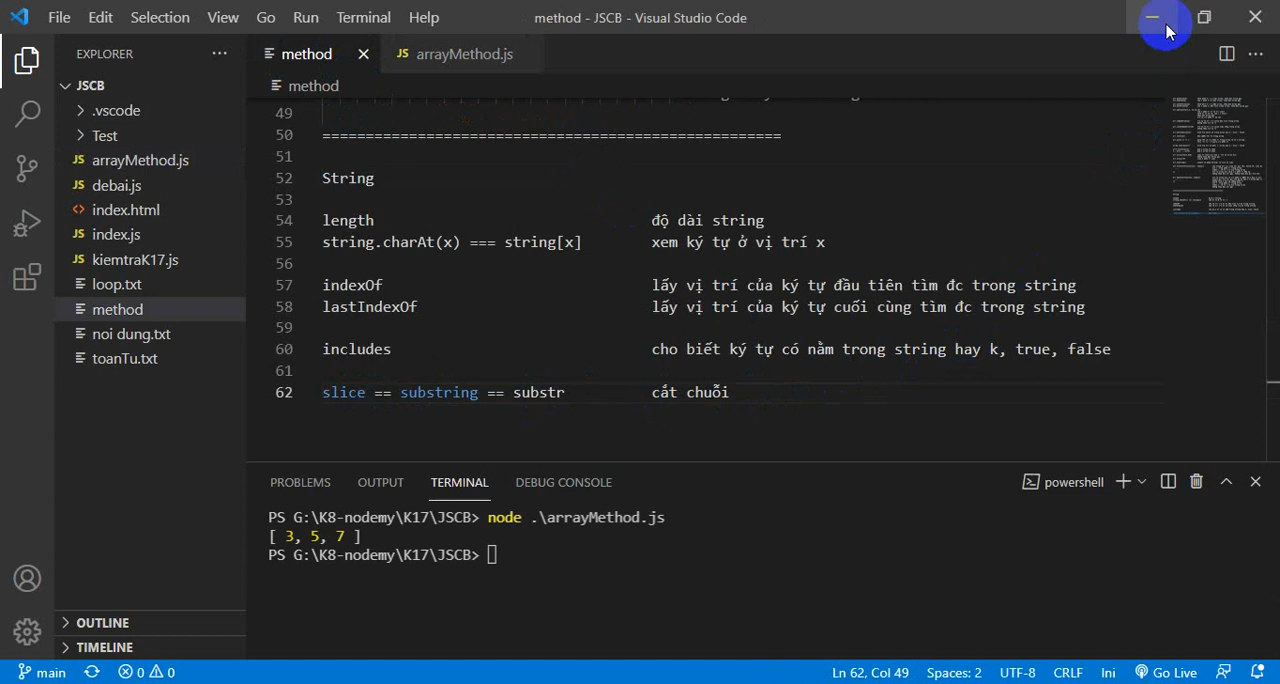 File Edit Selection View Go Run Terminal Help method - JSCB - Visual Studio Code
EXPLORER
JSCB
.vscode
Test
JS arrayMethod.js
JS debai.js
<> index.html
JS index.js
JS kiemtraK17.js
loop.txt
method
noi dung.txt
toanTu.txt
OUTLINE
TIMELINE
method JS arrayMethod.js
method
49
50 =====================================================
51
52 String
53
54 length độ dài string
55 string.charAt(x) === string[x] xem ký tự ở vị trí x
56
57 indexOf lấy vị trí của ký tự đầu tiên tìm đc trong string
58 lastIndexOf lấy vị trí của ký tự cuối cùng tìm đc trong string
59
60 includes cho biết ký tự có nằm trong string hay k, true, false
61
62 slice == substring == substr cắt chuỗi
PROBLEMS OUTPUT TERMINAL DEBUG CONSOLE powershell
PS G:\K8-nodemy\K17\JSCB> node .\arrayMethod.js
[ 3, 5, 7 ]
PS G:\K8-nodemy\K17\JSCB>
main 0 0 Ln 62, Col 49 Spaces: 2 UTF-8 CRLF Ini Go Live